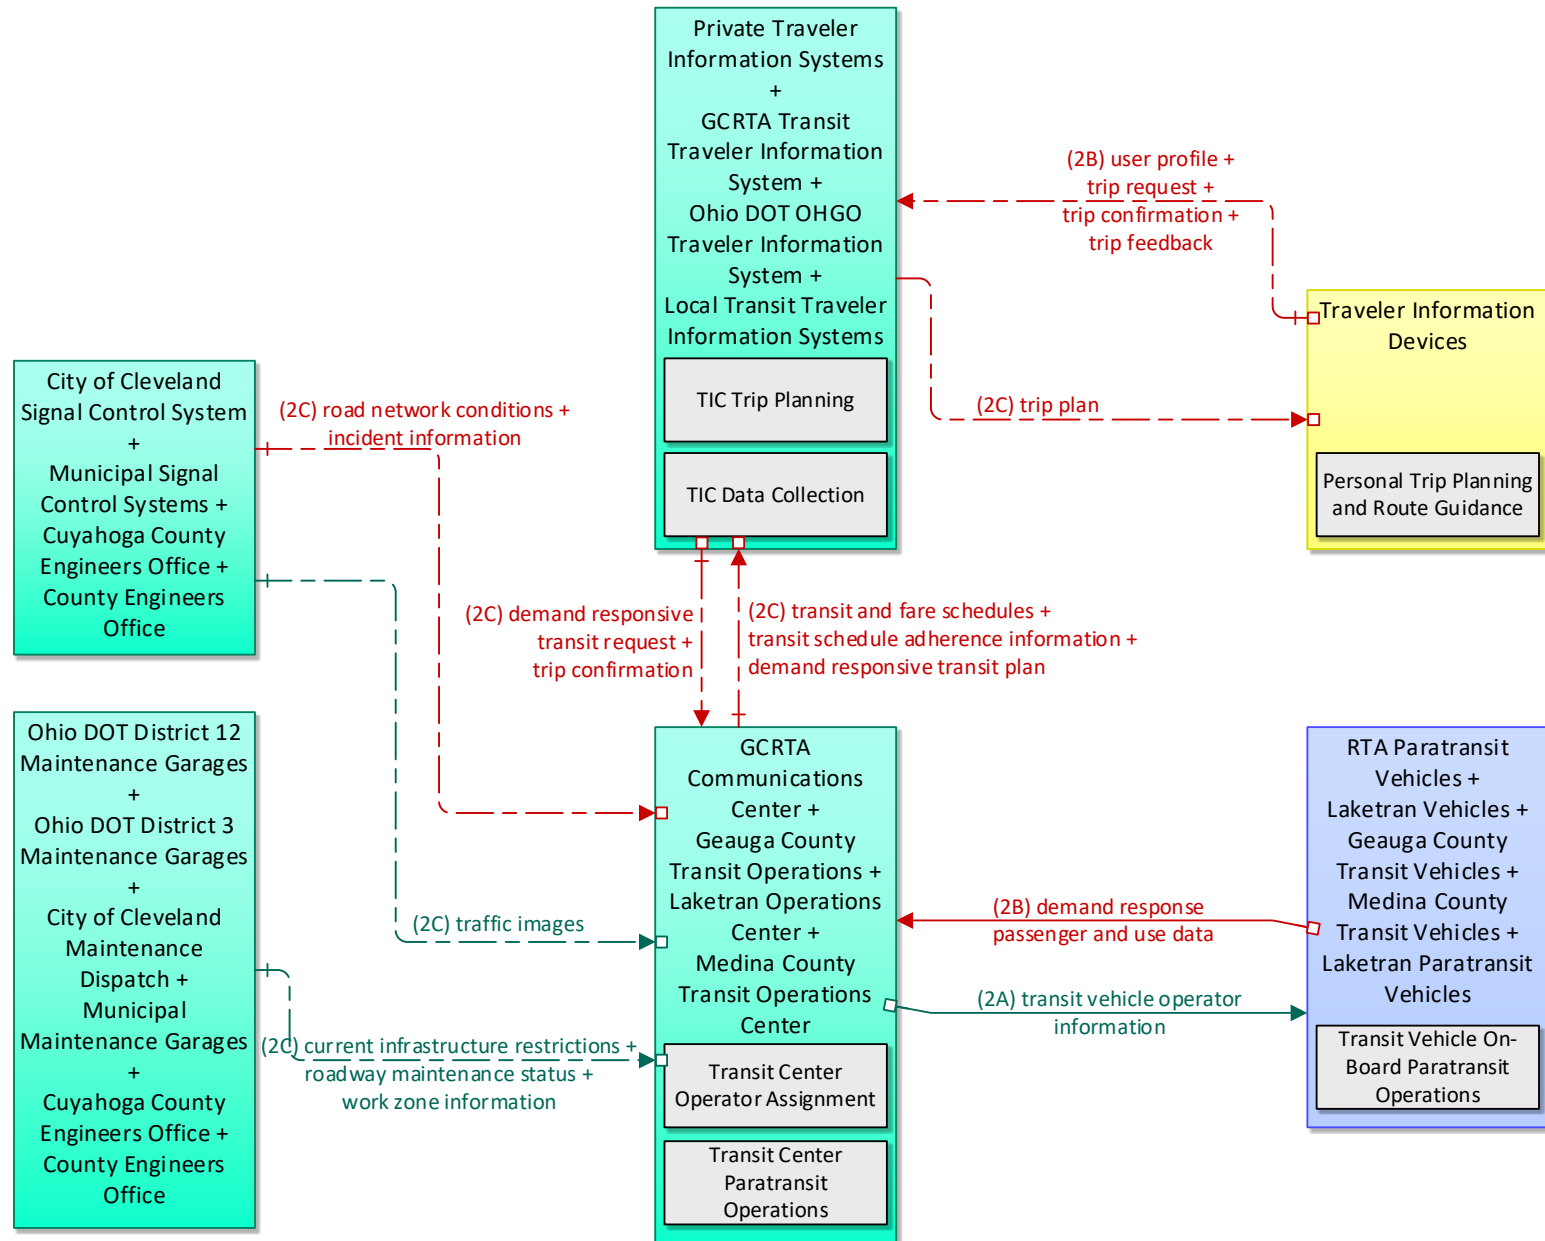 Private Traveler
Information Systems
+
GCRTA Transit
Traveler Information
System +
Ohio DOT OHGO
Traveler Information
System +
Local Transit Traveler
Information Systems
TIC Trip Planning
TIC Data Collection
(2B) user profile +
trip request +
trip confirmation +
trip feedback
Traveler Information
Devices
(2C) trip plan
Personal Trip Planning
and Route Guidance
City of Cleveland
Signal Control System
+
Municipal Signal
Control Systems +
Cuyahoga County
Engineers Office +
County Engineers
Office
(2C) road network conditions +
incident information
(2C) demand responsive
transit request +
trip confirmation
(2C) transit and fare schedules +
transit schedule adherence information +
demand responsive transit plan
Ohio DOT District 12
Maintenance Garages
+
Ohio DOT District 3
Maintenance Garages
+
City of Cleveland
Maintenance
Dispatch +
Municipal
Maintenance Garages
+
Cuyahoga County
Engineers Office +
County Engineers
Office
(2C) traffic images
(2C) current infrastructure restrictions +
roadway maintenance status +
work zone information
GCRTA
Communications
Center +
Geauga County
Transit Operations +
Laketran Operations
Center +
Medina County
Transit Operations
Center
Transit Center
Operator Assignment
Transit Center
Paratransit
Operations
(2B) demand response
passenger and use data
(2A) transit vehicle operator
information
RTA Paratransit
Vehicles +
Laketran Vehicles +
Geauga County
Transit Vehicles +
Medina County
Transit Vehicles +
Laketran Paratransit
Vehicles
Transit Vehicle On-
Board Paratransit
Operations